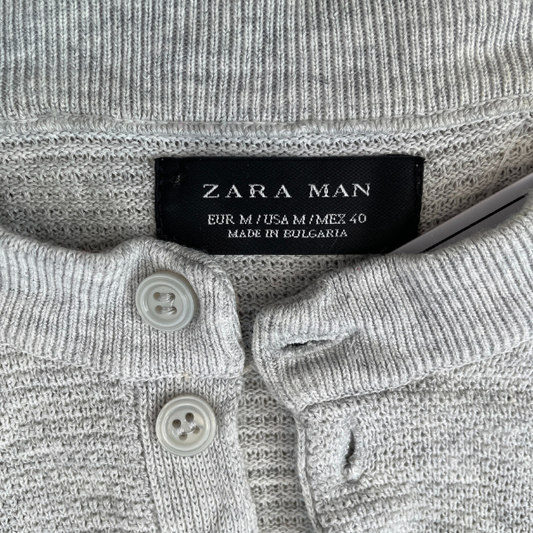 ZARA MAN
EUR M / USA M / MEX 40
MADE IN BULGARIA